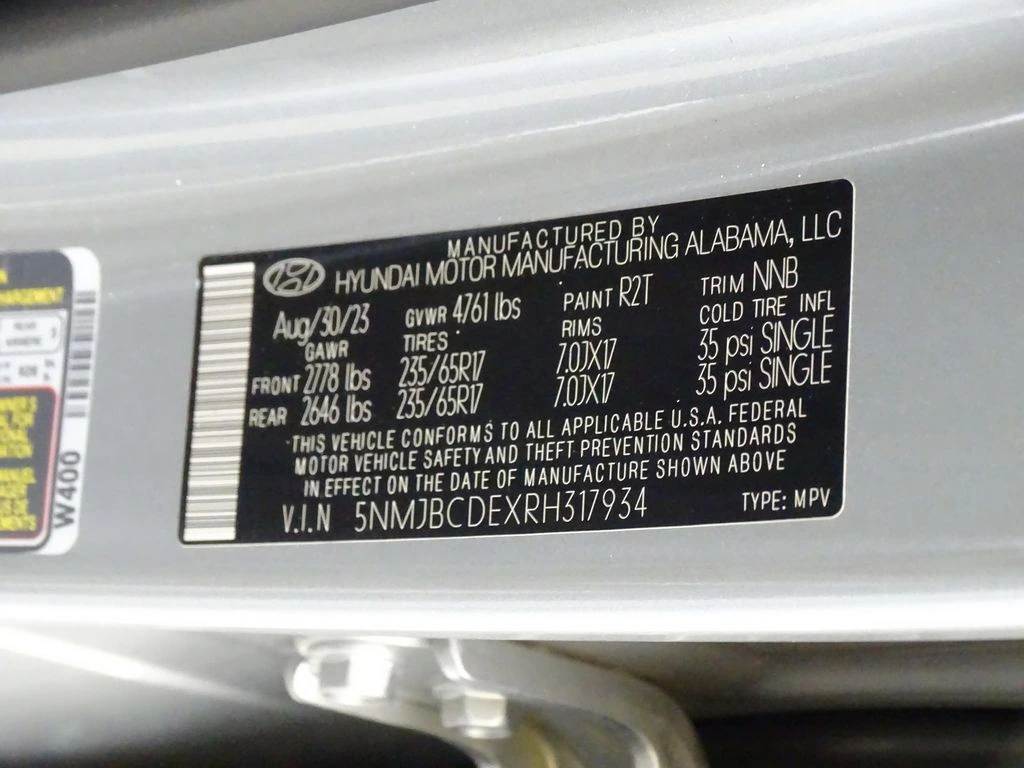 MANUFACTURED BY
HYUNDAI MOTOR MANUFACTURING ALABAMA, LLC
Aug/30/23 GVWR 4761 lbs PAINT R2T TRIM NNB
GAWR TIRES RIMS COLD TIRE INFL
FRONT 2778 lbs 235/65R17 7.0JX17 35 psi SINGLE
REAR 2646 lbs 235/65R17 7.0JX17 35 psi SINGLE
THIS VEHICLE CONFORMS TO ALL APPLICABLE U.S.A. FEDERAL
MOTOR VEHICLE SAFETY AND THEFT PREVENTION STANDARDS
IN EFFECT ON THE DATE OF MANUFACTURE SHOWN ABOVE
V.I.N 5NMJBCDEXRH317934 TYPE: MPV
W400